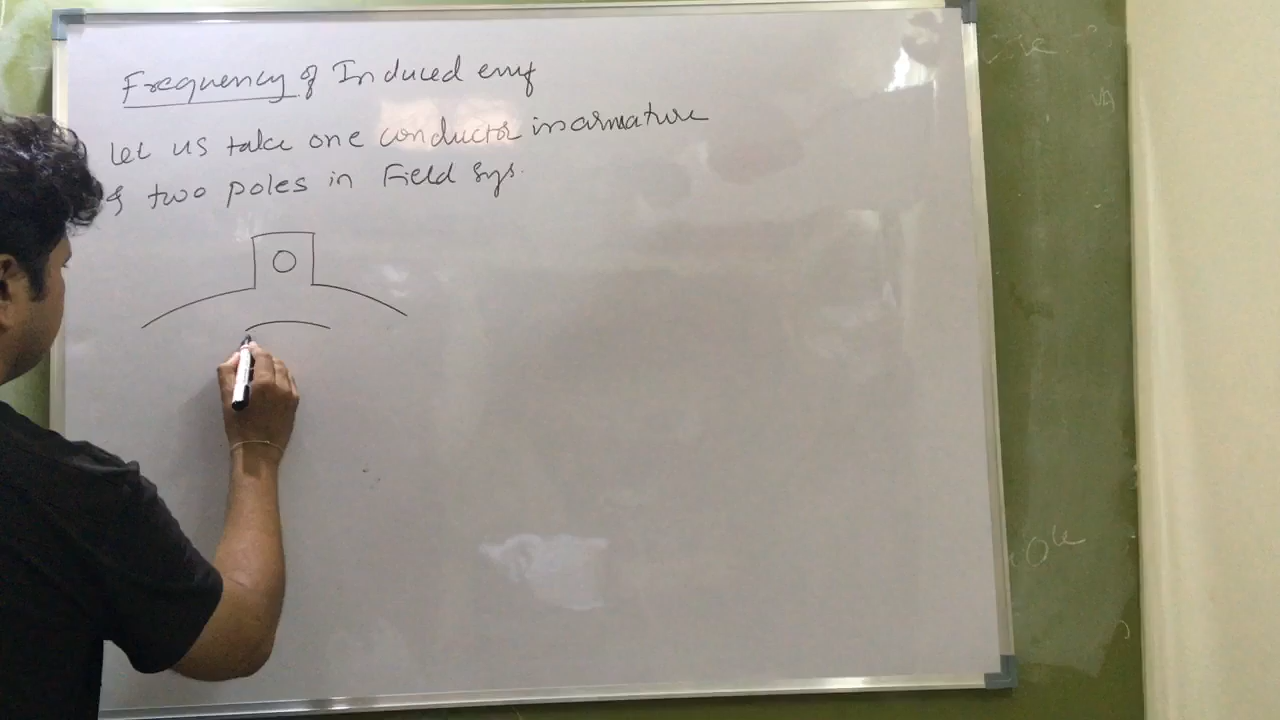 Frequency of Induced emf
Let us take one conductor in armature
& two poles in Field Sys.